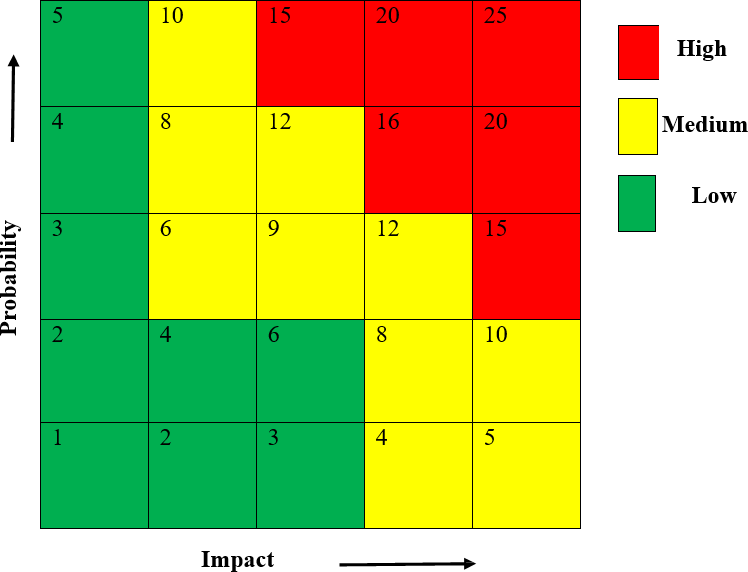 5 10 15 20 25
High
4 8 12 16 20
Medium
3 6 9 12 15
Low
Probability
2 4 6 8 10
1 2 3 4 5
Impact